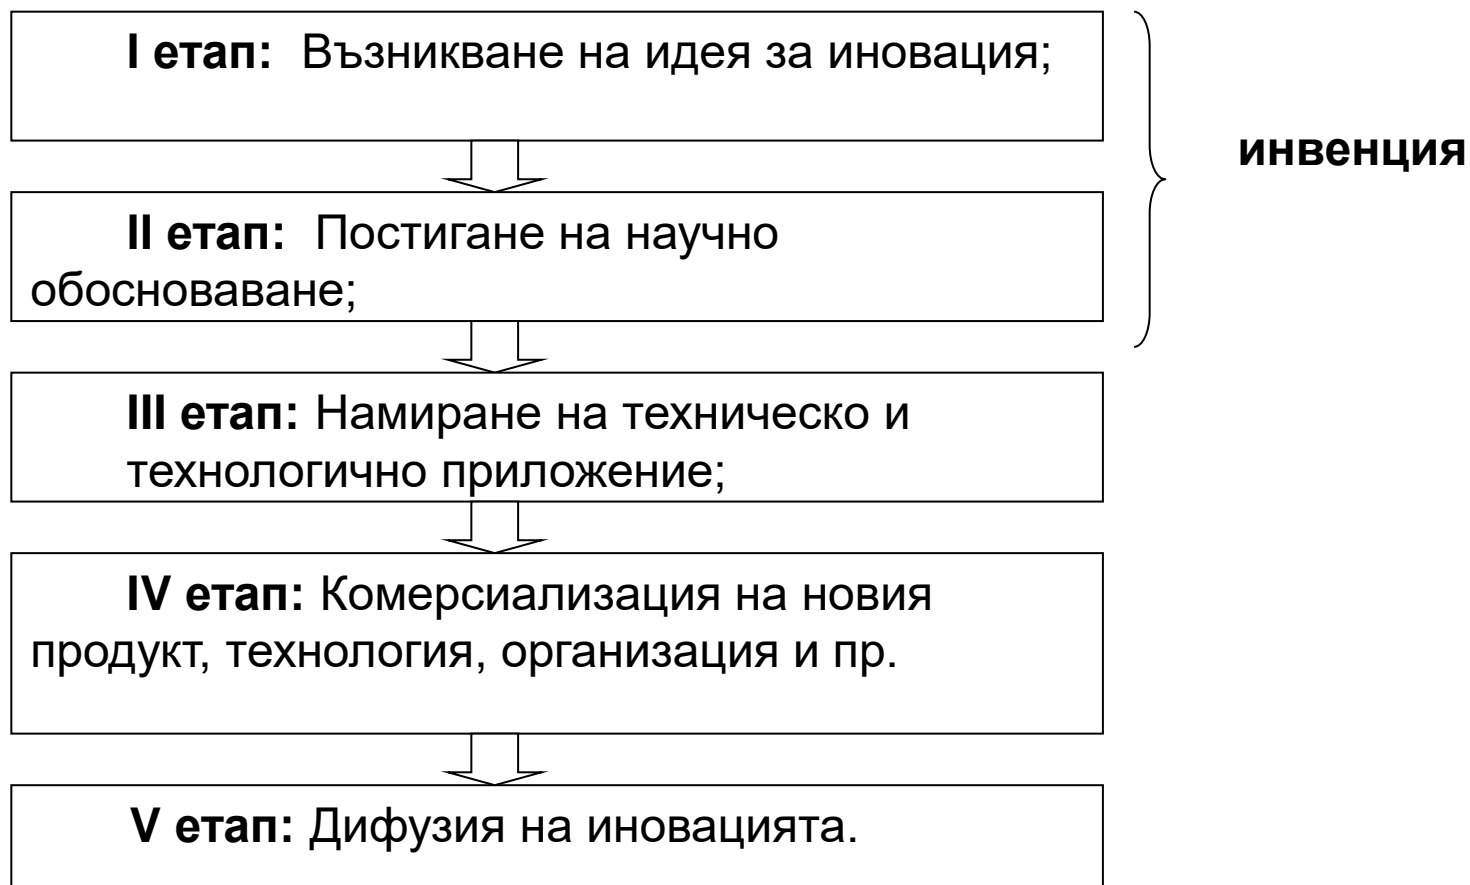 I етап: Възникване на идея за иновация;
инвенция
II етап: Постигане на научно
обосноваване;
III етап: Намиране на техническо и
технологично приложение;
IV етап: Комерсиализация на новия
продукт, технология, организация и пр.
V етап: Дифузия на иновацията.